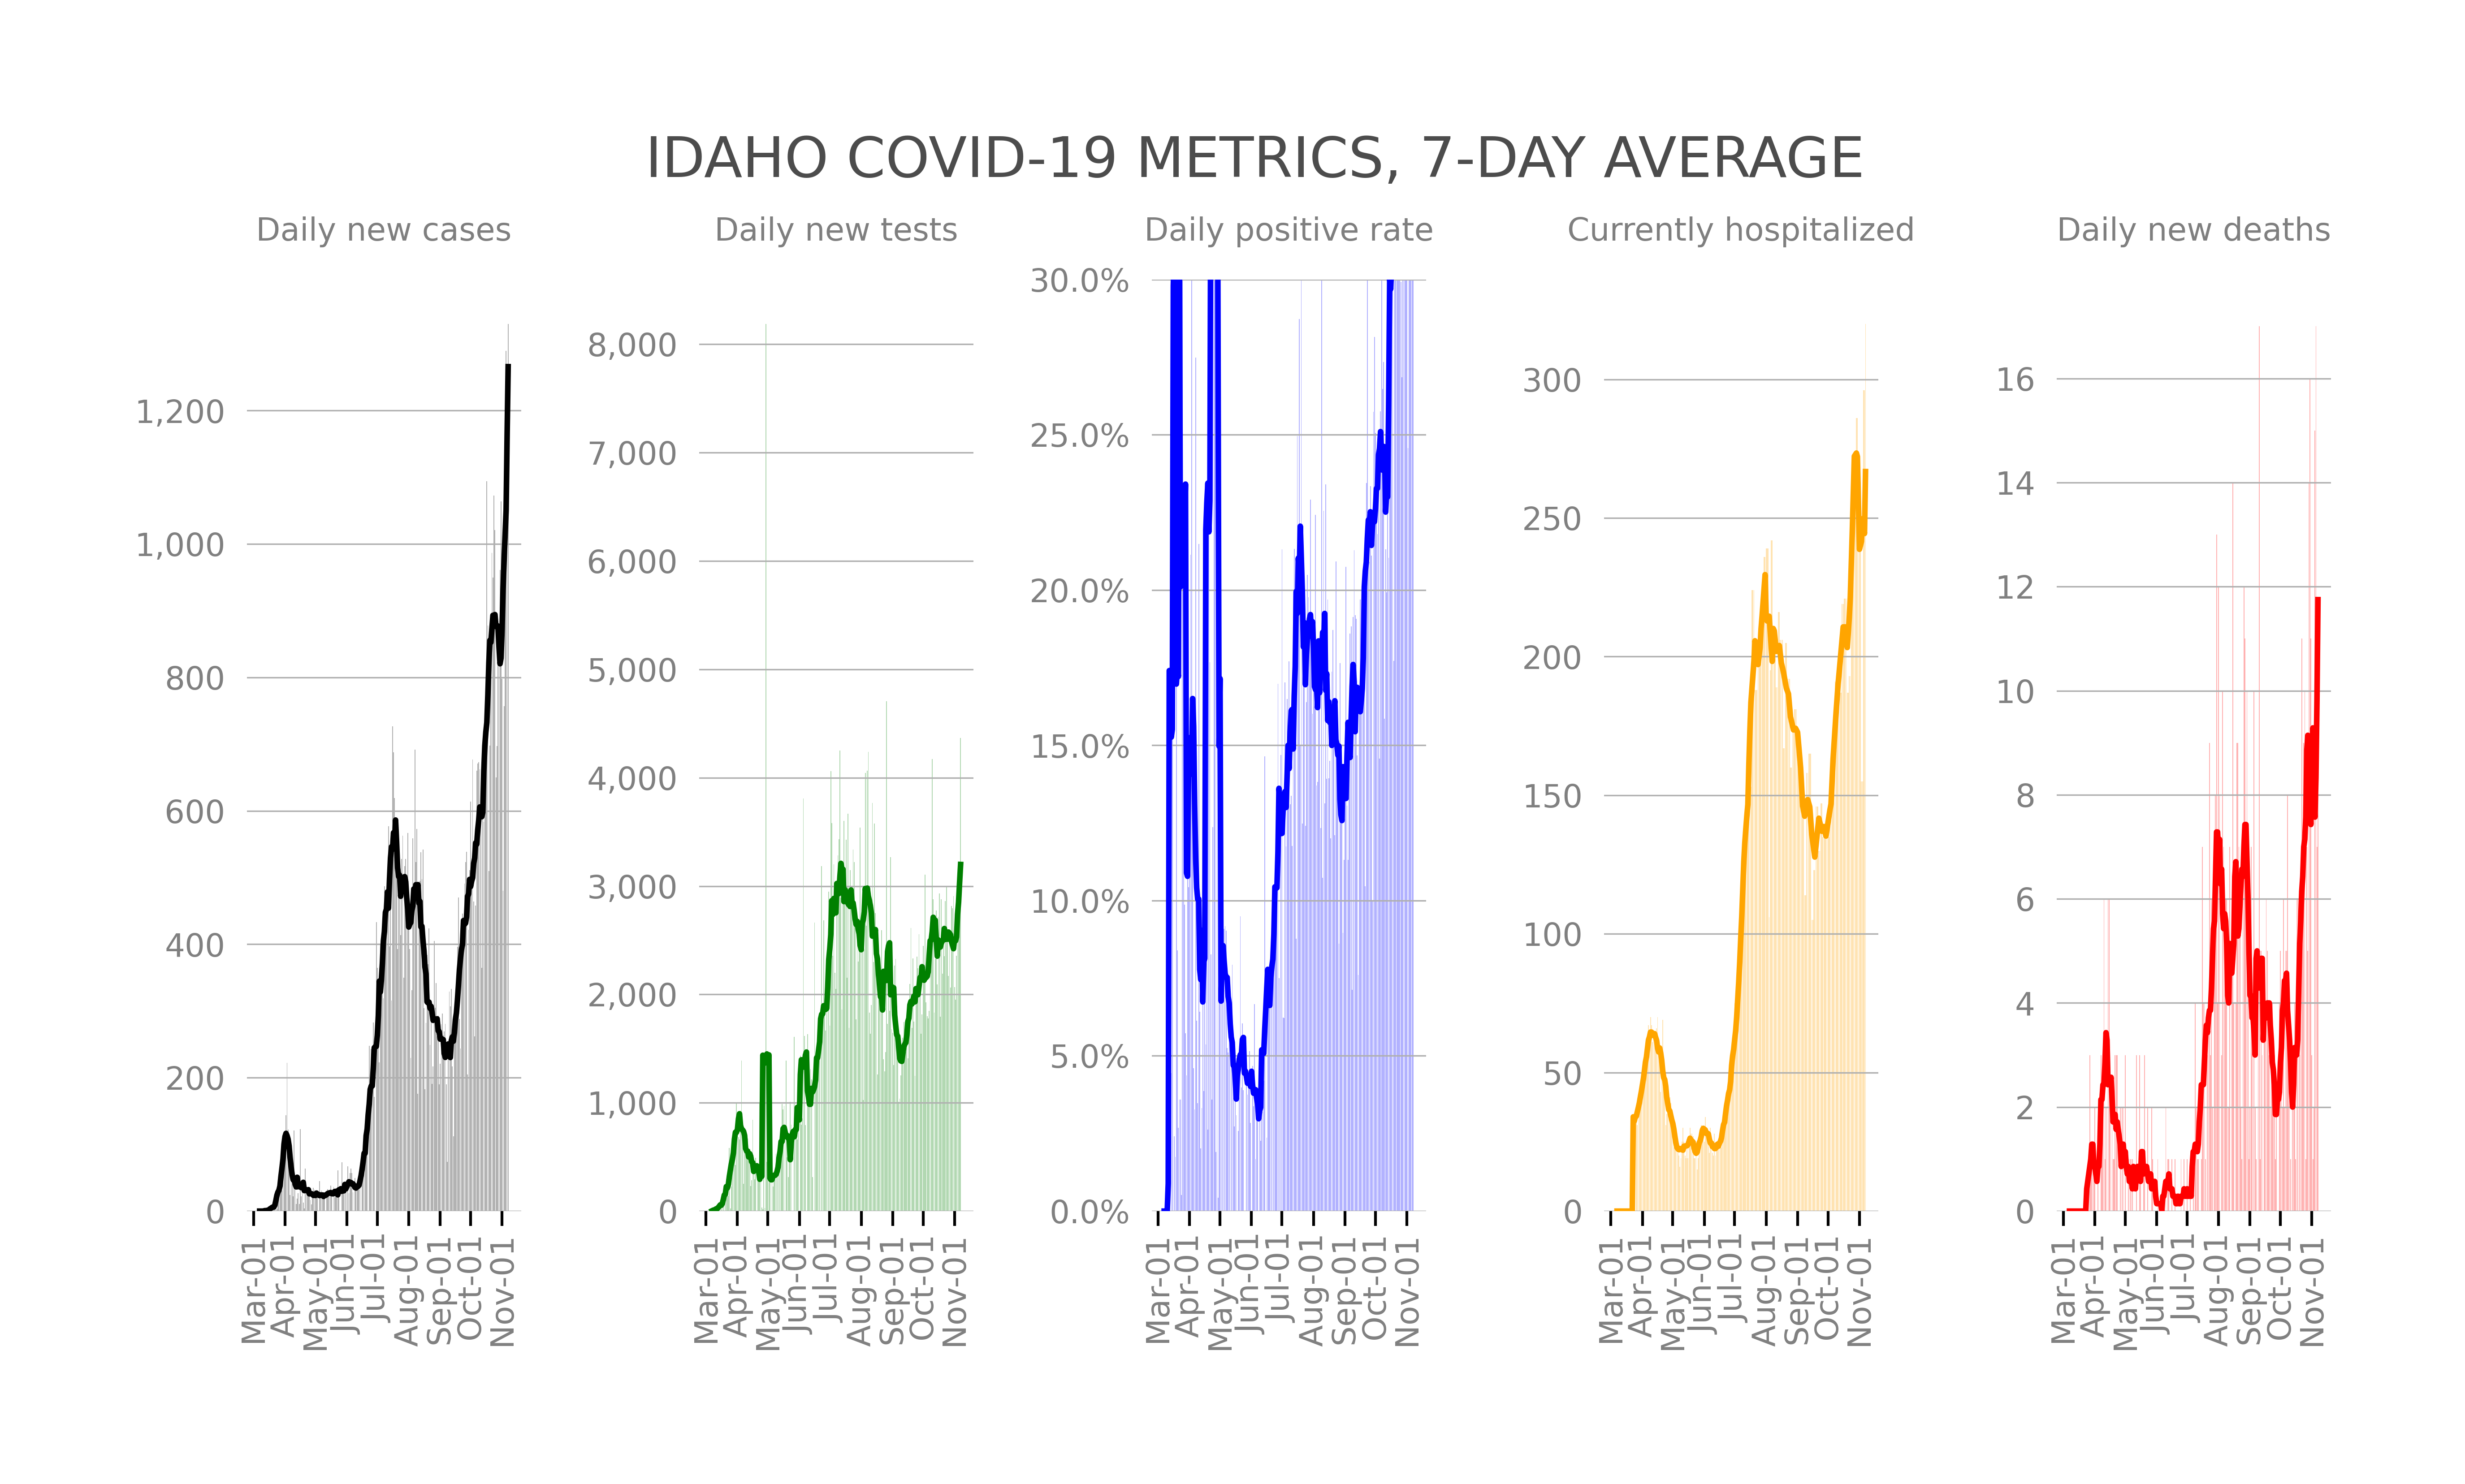 IDAHO COVID-19 METRICS, 7-DAY AVERAGE
Daily new cases
1,200
1,000
800
600
400
200
0
Mar-01
Apr-01
May-01
Jun-01
Jul-01
Aug-01
Sep-01
Oct-01
Nov-01
Daily new tests
8,000
7,000
6,000
5,000
4,000
3,000
2,000
1,000
0
Mar-01
Apr-01
May-01
Jun-01
Jul-01
Aug-01
Sep-01
Oct-01
Nov-01
Daily positive rate
30.0%
25.0%
20.0%
15.0%
10.0%
5.0%
0.0%
Mar-01
Apr-01
May-01
Jun-01
Jul-01
Aug-01
Sep-01
Oct-01
Nov-01
Currently hospitalized
300
250
200
150
100
50
0
Mar-01
Apr-01
May-01
Jun-01
Jul-01
Aug-01
Sep-01
Oct-01
Nov-01
Daily new deaths
16
14
12
10
8
6
4
2
0
Mar-01
Apr-01
May-01
Jun-01
Jul-01
Aug-01
Sep-01
Oct-01
Nov-01